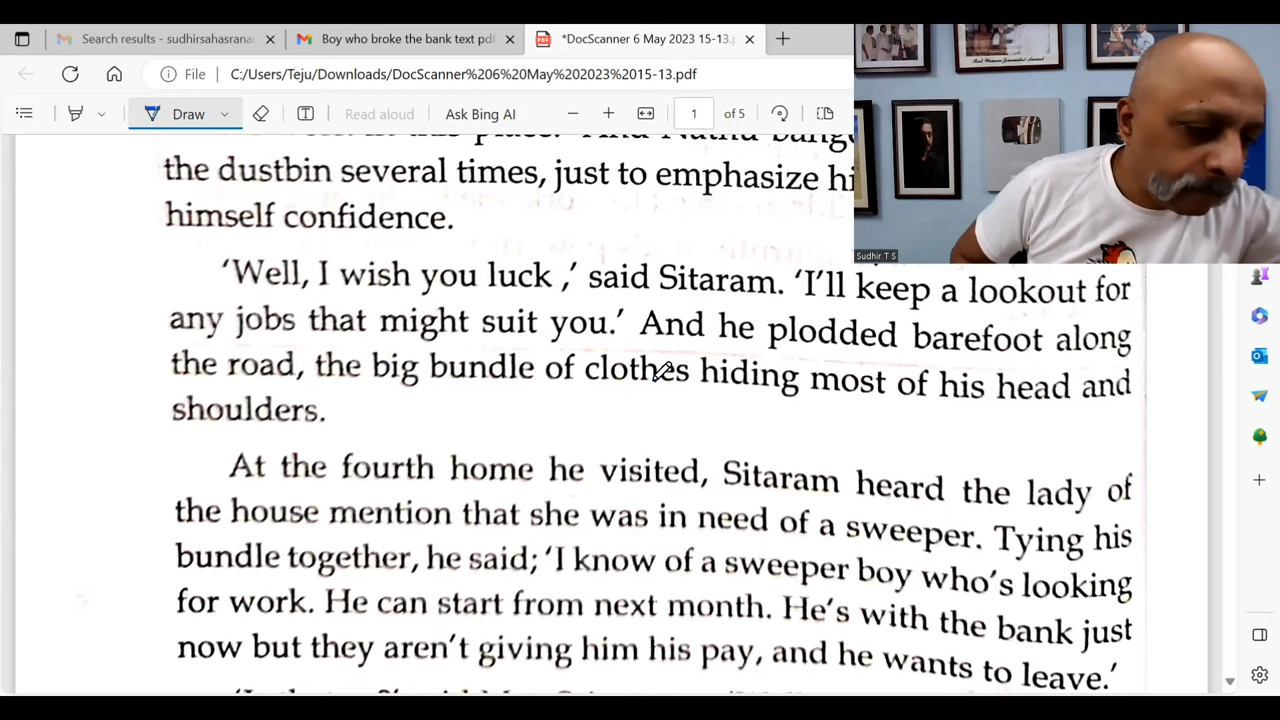 Search results - sudhirsahasrana
Boy who broke the bank text pdf
*DocScanner 6 May 2023 15-13.p
File
C:/Users/Teju/Downloads/DocScanner%206%20May%202023%2015-13.pdf
Draw
Read aloud
Ask Bing AI
1 of 5
the dustbin several times, just to emphasize hi
himself confidence.
'Well, I wish you luck ,' said Sitaram. 'I'll keep a lookout for
any jobs that might suit you.' And he plodded barefoot along
the road, the big bundle of clothes hiding most of his head and
shoulders.
At the fourth home he visited, Sitaram heard the lady of
the house mention that she was in need of a sweeper. Tying his
bundle together, he said; 'I know of a sweeper boy who's looking
for work. He can start from next month. He's with the bank just
now but they aren't giving him his pay, and he wants to leave.'
Sudhir T S